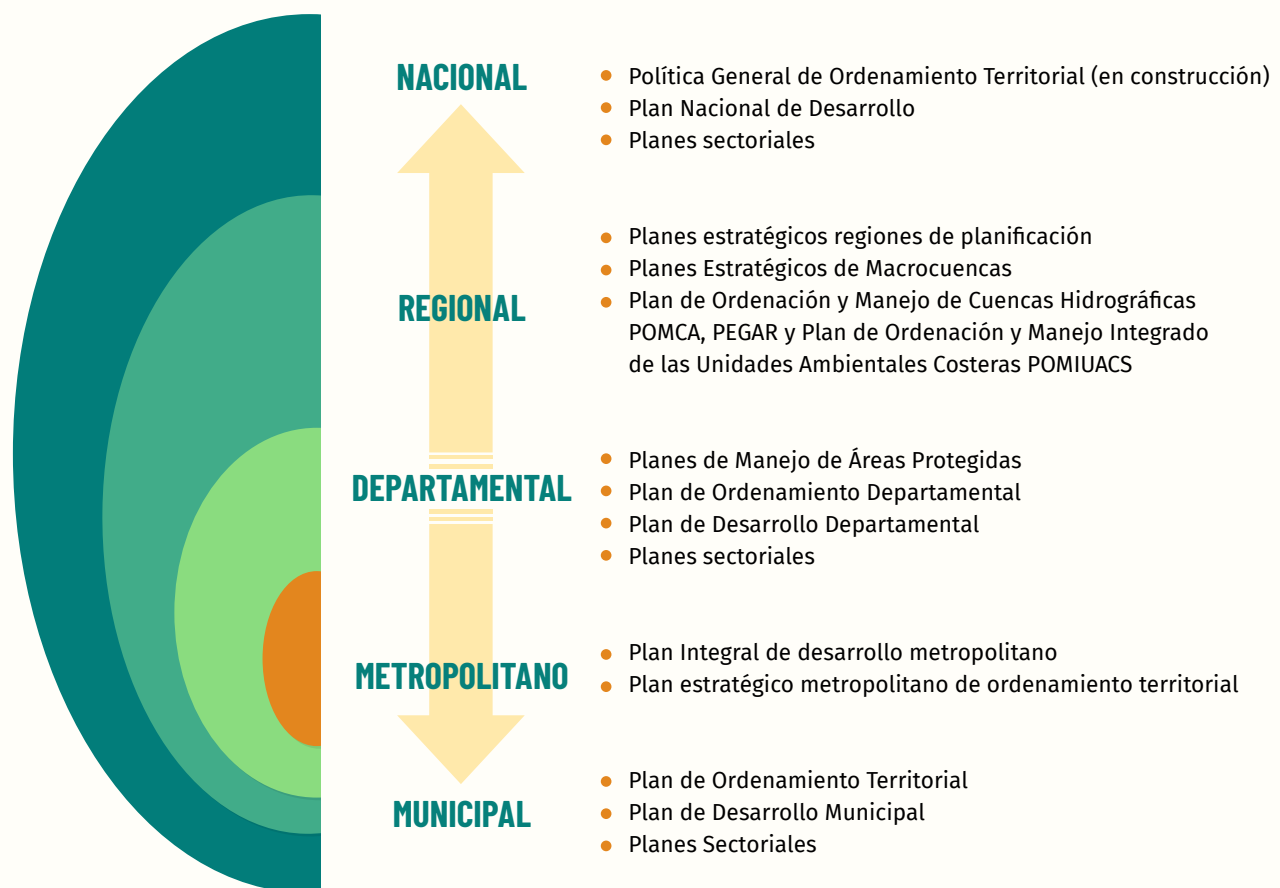 NACIONAL
• Política General de Ordenamiento Territorial (en construcción)
• Plan Nacional de Desarrollo
• Planes sectoriales
REGIONAL
• Planes estratégicos regiones de planificación
• Planes Estratégicos de Macrocuencas
• Plan de Ordenación y Manejo de Cuencas Hidrográficas
POMCA, PEGAR y Plan de Ordenación y Manejo Integrado
de las Unidades Ambientales Costeras POMIUACS
DEPARTAMENTAL
• Planes de Manejo de Áreas Protegidas
• Plan de Ordenamiento Departamental
• Plan de Desarrollo Departamental
• Planes sectoriales
METROPOLITANO
• Plan Integral de desarrollo metropolitano
• Plan estratégico metropolitano de ordenamiento territorial
MUNICIPAL
• Plan de Ordenamiento Territorial
• Plan de Desarrollo Municipal
• Planes Sectoriales